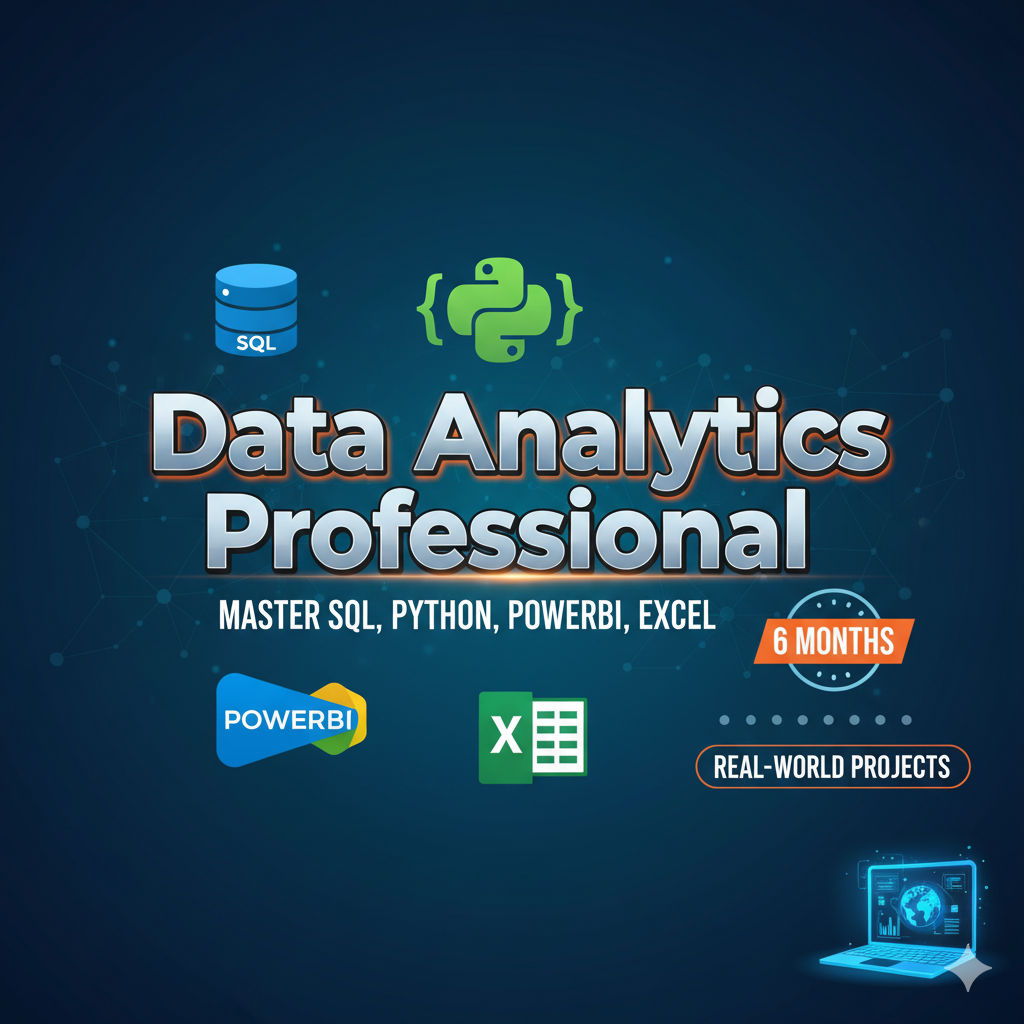 SQL
Data Analytics
Professional
MASTER SQL, PYTHON, POWERBI, EXCEL
6 MONTHS
POWERBI
X
REAL-WORLD PROJECTS